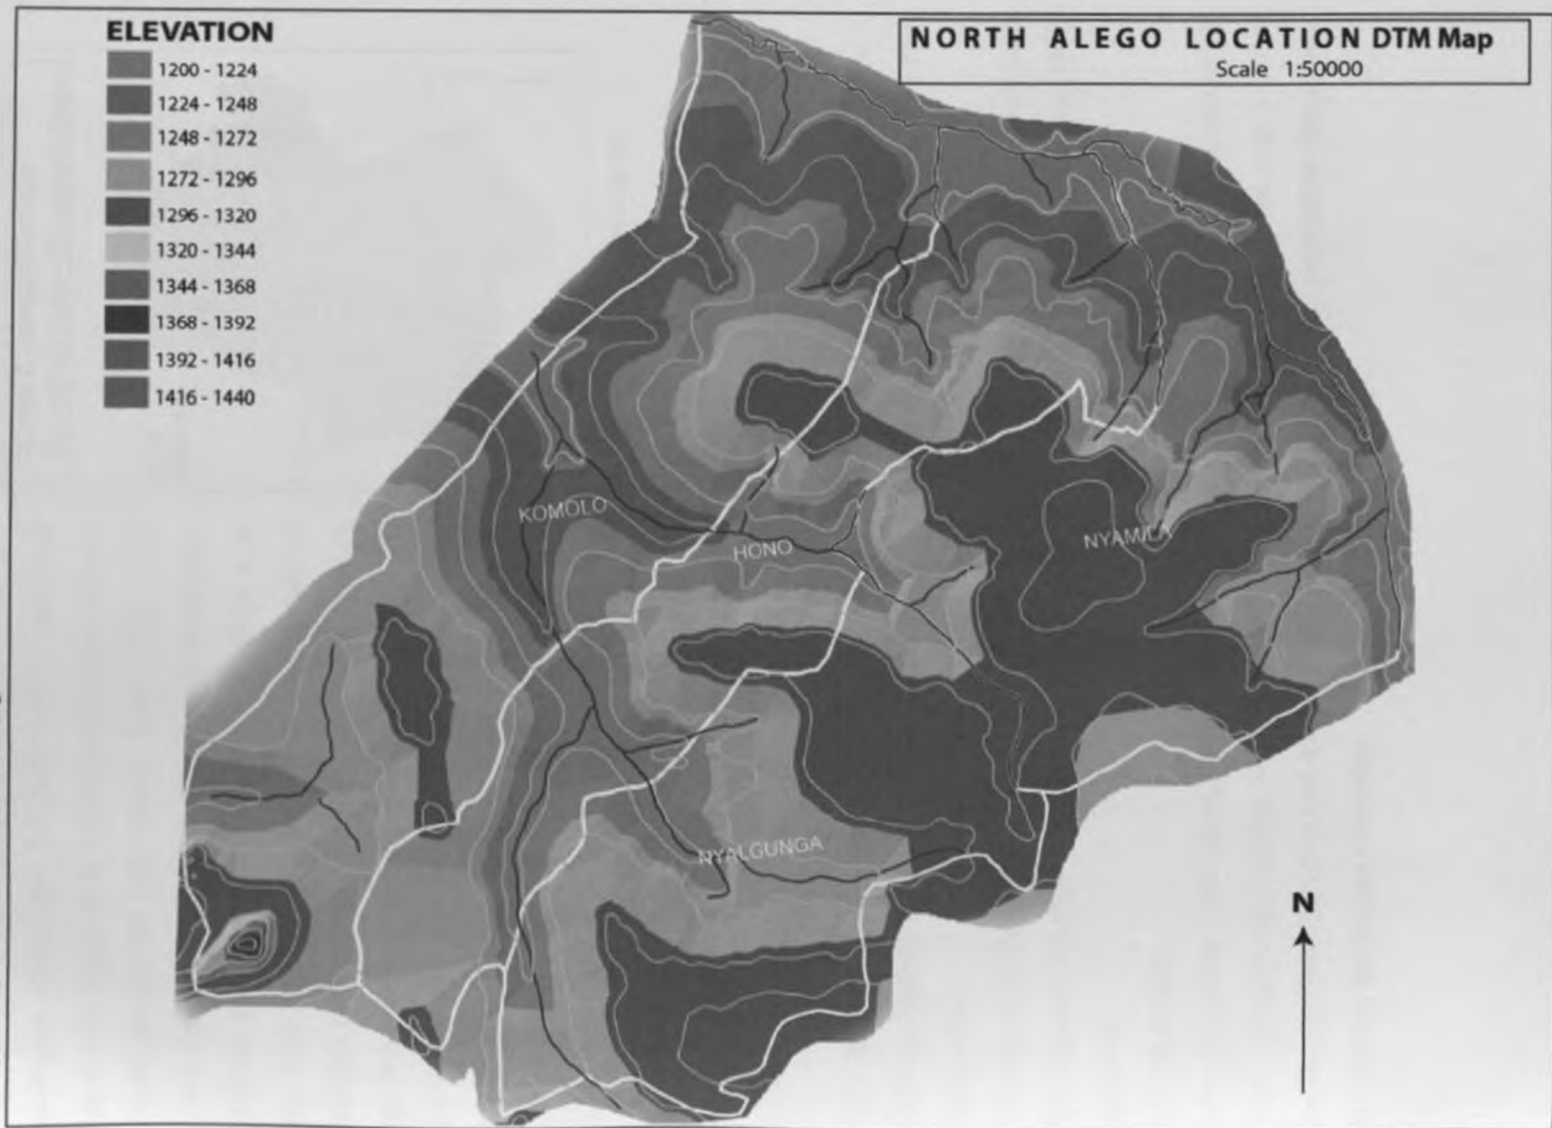 ELEVATION
1200 - 1224
1224 - 1248
1248 - 1272
1272 - 1296
1296 - 1320
1320 - 1344
1344 - 1368
1368 - 1392
1392 - 1416
1416 - 1440
NORTH ALEGO LOCATION DTM Map
Scale 1:50000
KOMOLO
HONO
NYAMILA
NYALGUNGA
N